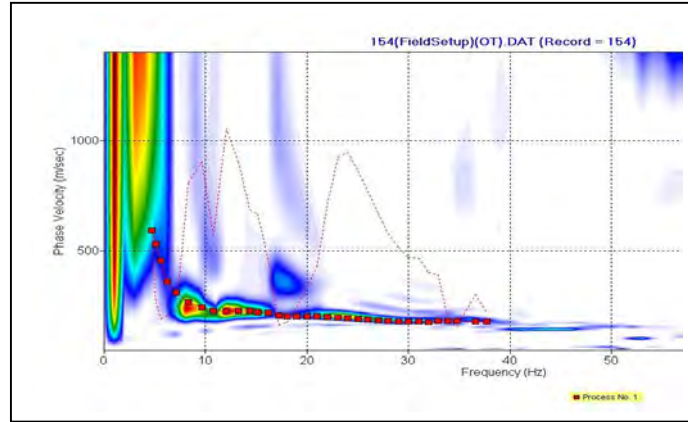 154(FieldSetup)(OT).DAT (Record = 154)
1000
500
Phase Velocity (m/sec)
0
10
20
30
40
50
Frequency (Hz)
Process No. 1